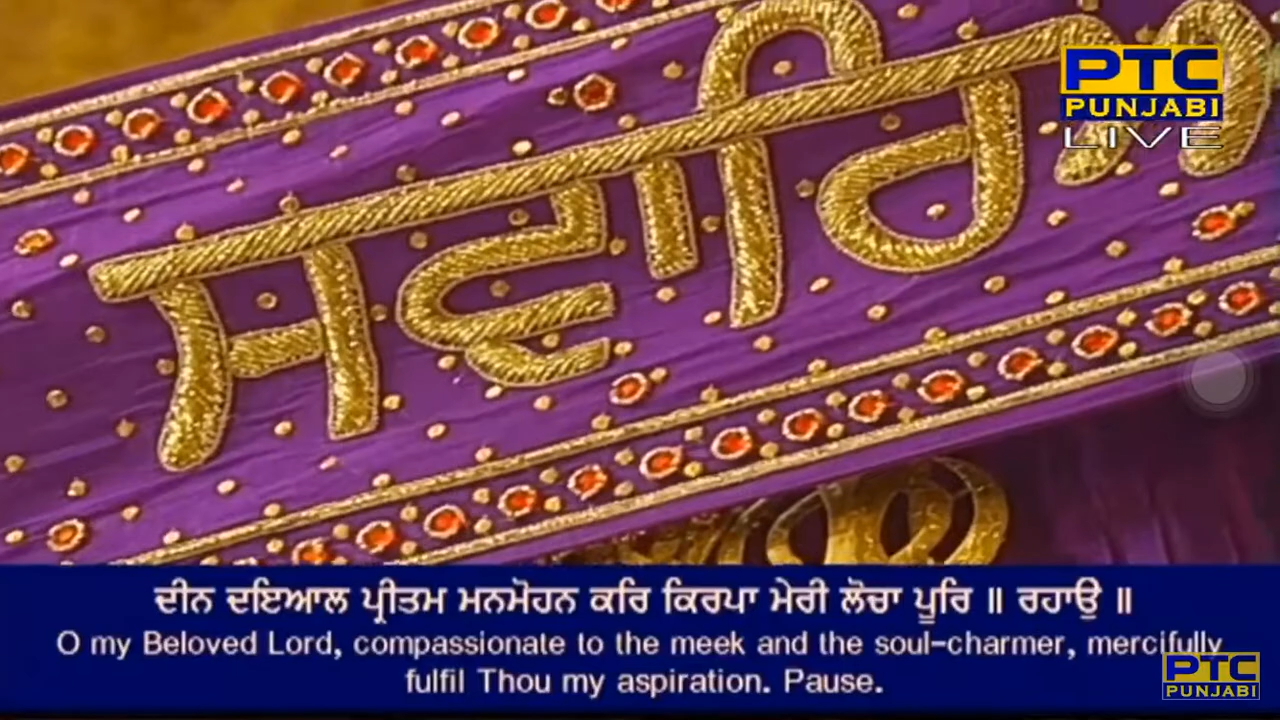 ਸਵਾਰਿ
PTC
PUNJABI
LIVE
ਦੀਨ ਦਇਆਲ ਪ੍ਰੀਤਮ ਮਨਮੋਹਨ ਕਰਿ ਕਿਰਪਾ ਮੇਰੀ ਲੋਚਾ ਪੂਰਿ ॥ ਰਹਾਉ ॥
O my Beloved Lord, compassionate to the meek and the soul-charmer, mercifully
fulfil Thou my aspiration. Pause.
PTC
PUNJABI